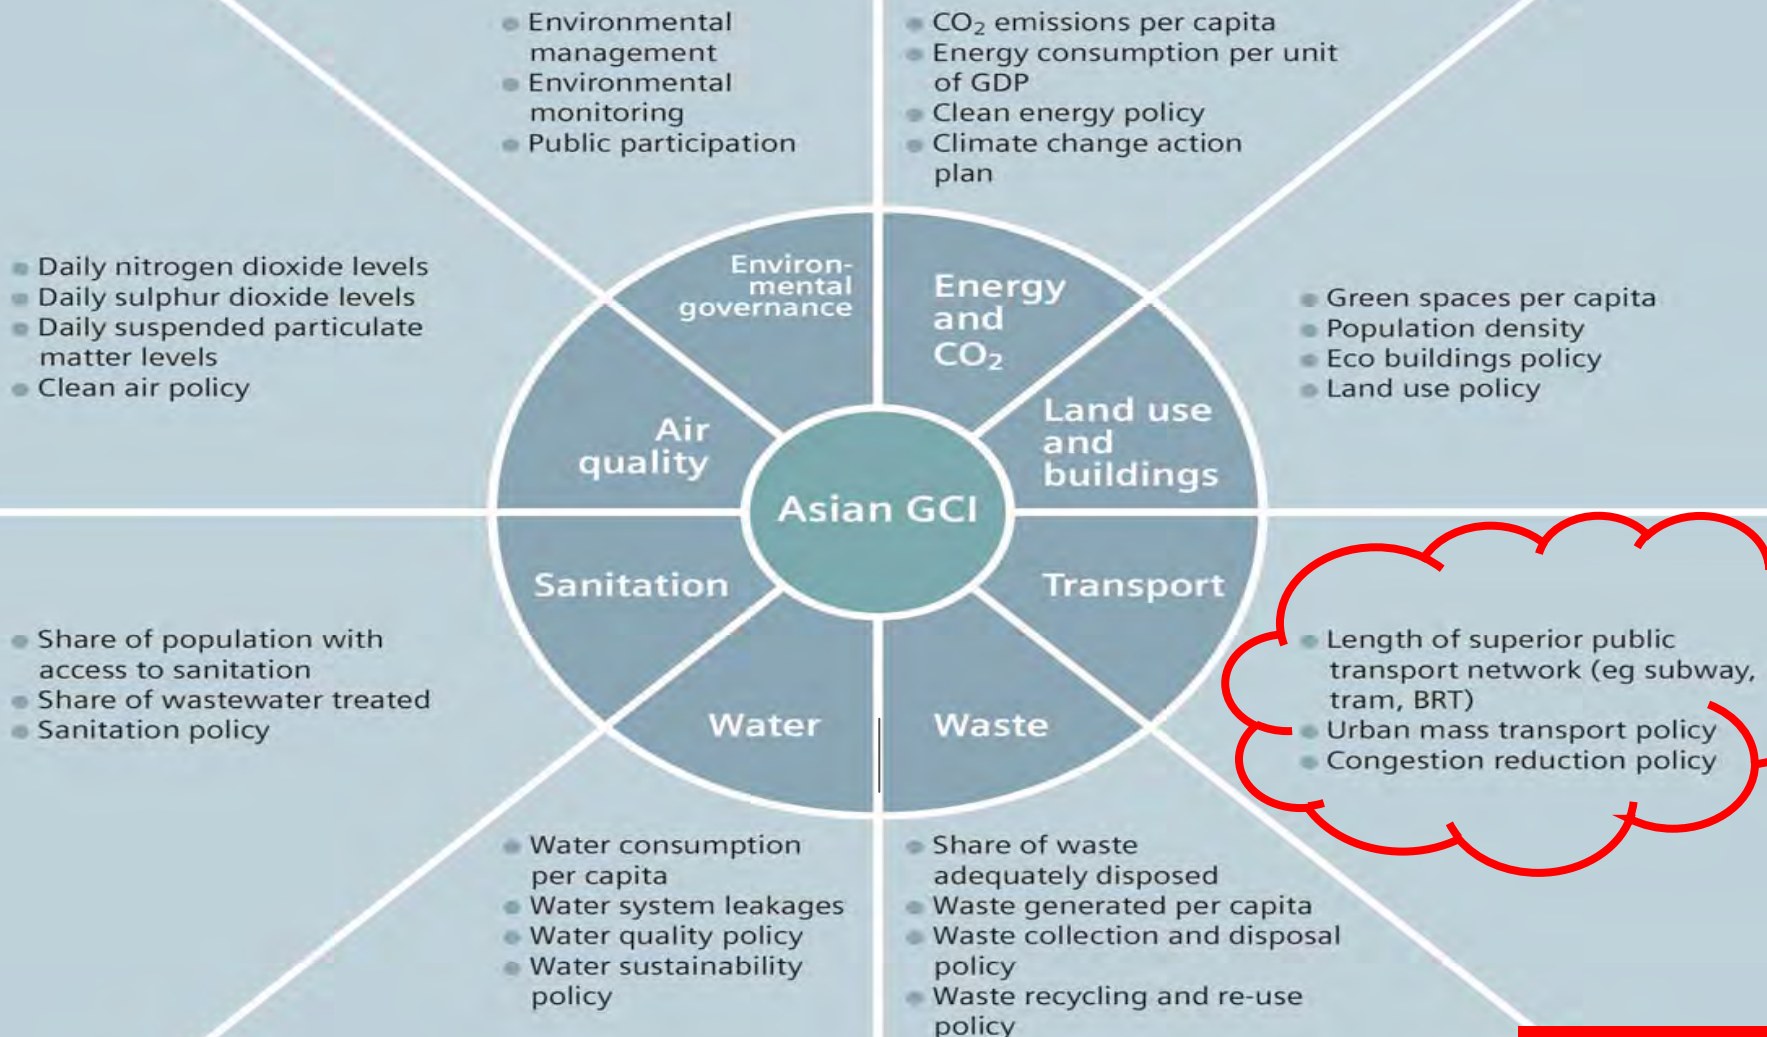 Environmental
management
Environmental
monitoring
Public participation
CO₂ emissions per capita
Energy consumption per unit
of GDP
Clean energy policy
Climate change action
plan
Daily nitrogen dioxide levels
Daily sulphur dioxide levels
Daily suspended particulate
matter levels
Clean air policy
Environ-
mental
governance
Energy
and
CO₂
Green spaces per capita
Population density
Eco buildings policy
Land use policy
Air
quality
Land use
and
buildings
Asian GCI
Sanitation
Transport
Share of population with
access to sanitation
Share of wastewater treated
Sanitation policy
Water
Waste
Length of superior public
transport network (eg subway,
tram, BRT)
Urban mass transport policy
Congestion reduction policy
Water consumption
per capita
Water system leakages
Water quality policy
Water sustainability
policy
Share of waste
adequately disposed
Waste generated per capita
Waste collection and disposal
policy
Waste recycling and re-use
policy